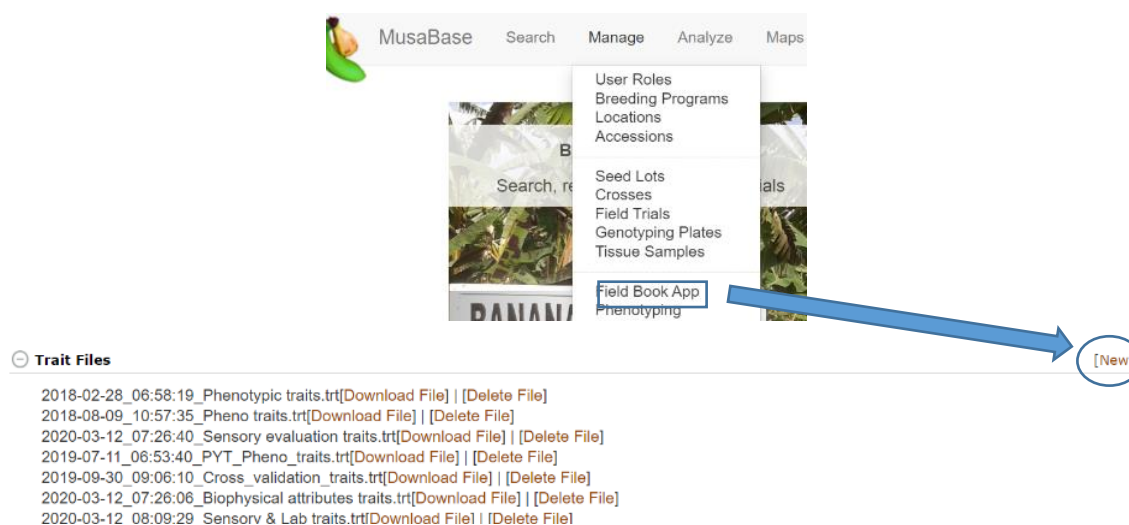 MusaBase Search Manage Analyze Maps
User Roles
Breeding Programs
Locations
Accessions
B
Search, re
ials
Seed Lots
Crosses
Field Trials
Genotyping Plates
Tissue Samples
Field Book App
Phenotyping
BANANA
Trait Files
[New
2018-02-28_06:58:19_Phenotypic traits.trt[Download File] | [Delete File]
2018-08-09_10:57:35_Pheno traits.trt[Download File] | [Delete File]
2020-03-12_07:26:40_Sensory evaluation traits.trt[Download File] | [Delete File]
2019-07-11_06:53:40_PYT_Pheno_traits.trt[Download File] | [Delete File]
2019-09-30_09:06:10_Cross_validation_traits.trt[Download File] | [Delete File]
2020-03-12_07:26:06_Biophysical attributes traits.trt[Download File] | [Delete File]
2020-03-12_08:09:29_Sensory & Lab traits.trt[Download File] | [Delete File]